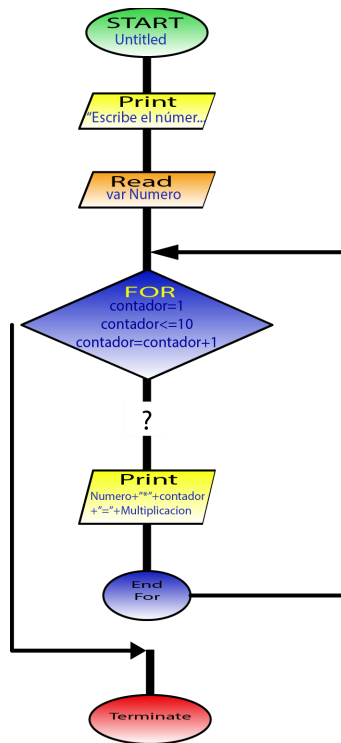 START
Untitled
Print
"Escribe el númer...
Read
var Numero
FOR
contador=1
contador<=10
contador=contador+1
?
Print
Numero+"*"+contador
+"="+Multiplicacion
End
For
Terminate